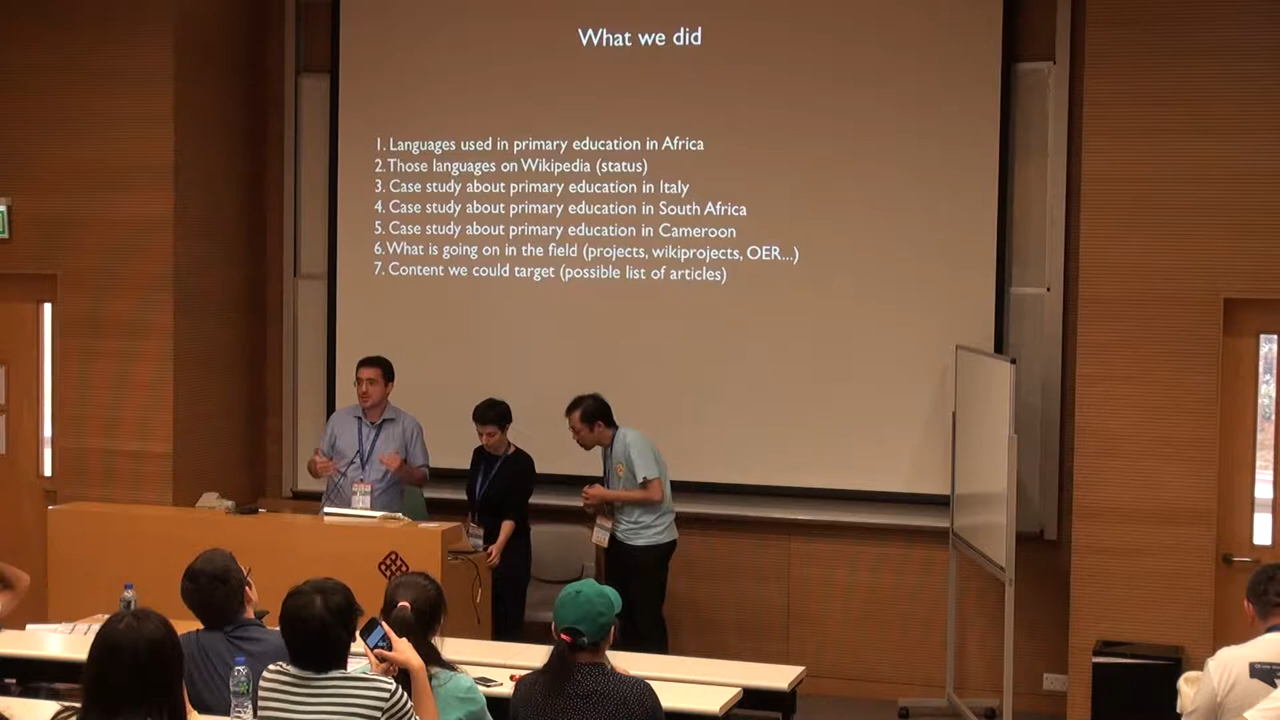 What we did
1. Languages used in primary education in Africa
2. Those languages on Wikipedia (status)
3. Case study about primary education in Italy
4. Case study about primary education in South Africa
5. Case study about primary education in Cameroon
6. What is going on in the field (projects, wikiprojects, OER...)
7. Content we could target (possible list of articles)